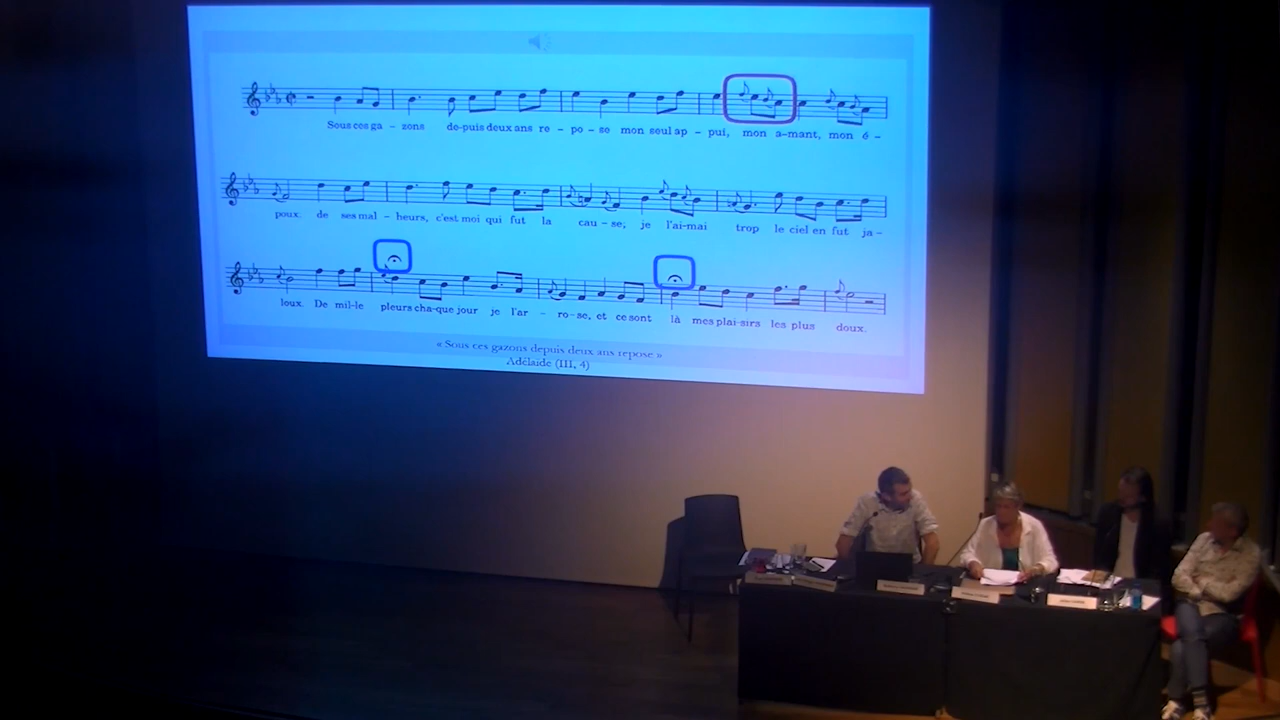 Sous ces ga – zons de-puis deux ans re – po – se mon seul ap – pui, mon a-mant, mon é –
poux. de ses mal – heurs, c'est moi qui fut la cau – se; je l'ai-mai trop le ciel en fut ja –
loux. De mil-le pleurs cha-que jour je l'ar – ro-se, et ce sont là mes plai-sirs les plus doux.
« Sous ces gazons depuis deux ans repose »
Adélaïde (III, 4)